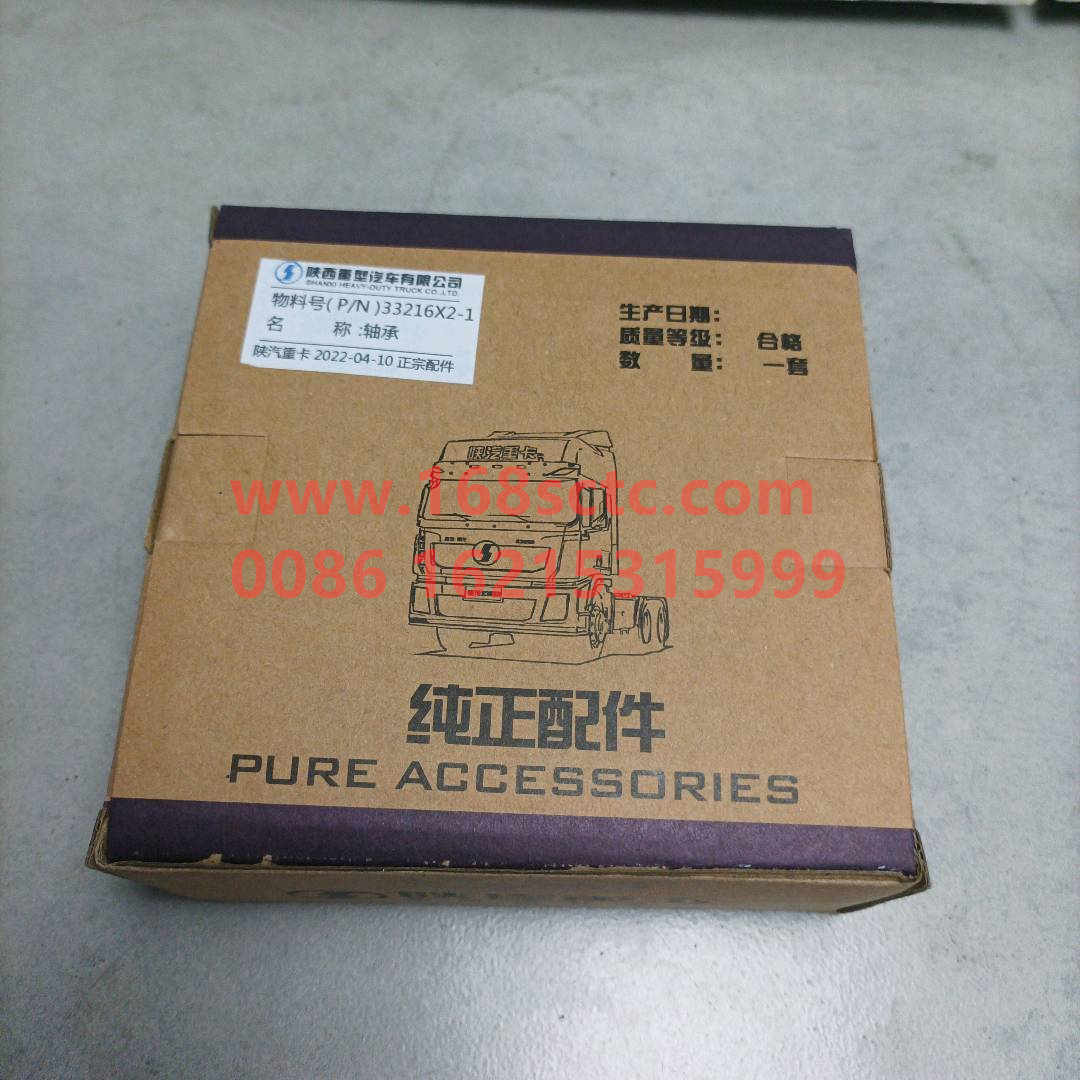 陕西重型汽车有限公司
SHANXI HEAVY-DUTY TRUCK CO.,LTD.
物料号( P/N )33216X2-1
名 称 :轴承
陕汽重卡 2022-04-10 正宗配件
生产日期:
质量等级: 合格
数 量: 一套
陕汽重卡
www.168sctc.com
0086 16215315999
纯正配件
PURE ACCESSORIES